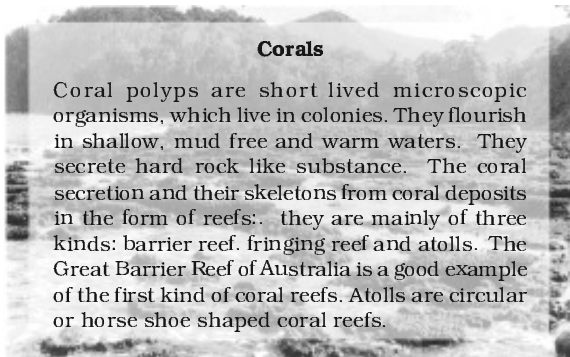 Corals
Coral polyps are short lived microscopic
organisms, which live in colonies. They flourish
in shallow, mud free and warm waters. They
secrete hard rock like substance. The coral
secretion and their skeletons from coral deposits
in the form of reefs:. they are mainly of three
kinds: barrier reef. fringing reef and atolls. The
Great Barrier Reef of Australia is a good example
of the first kind of coral reefs. Atolls are circular
or horse shoe shaped coral reefs.